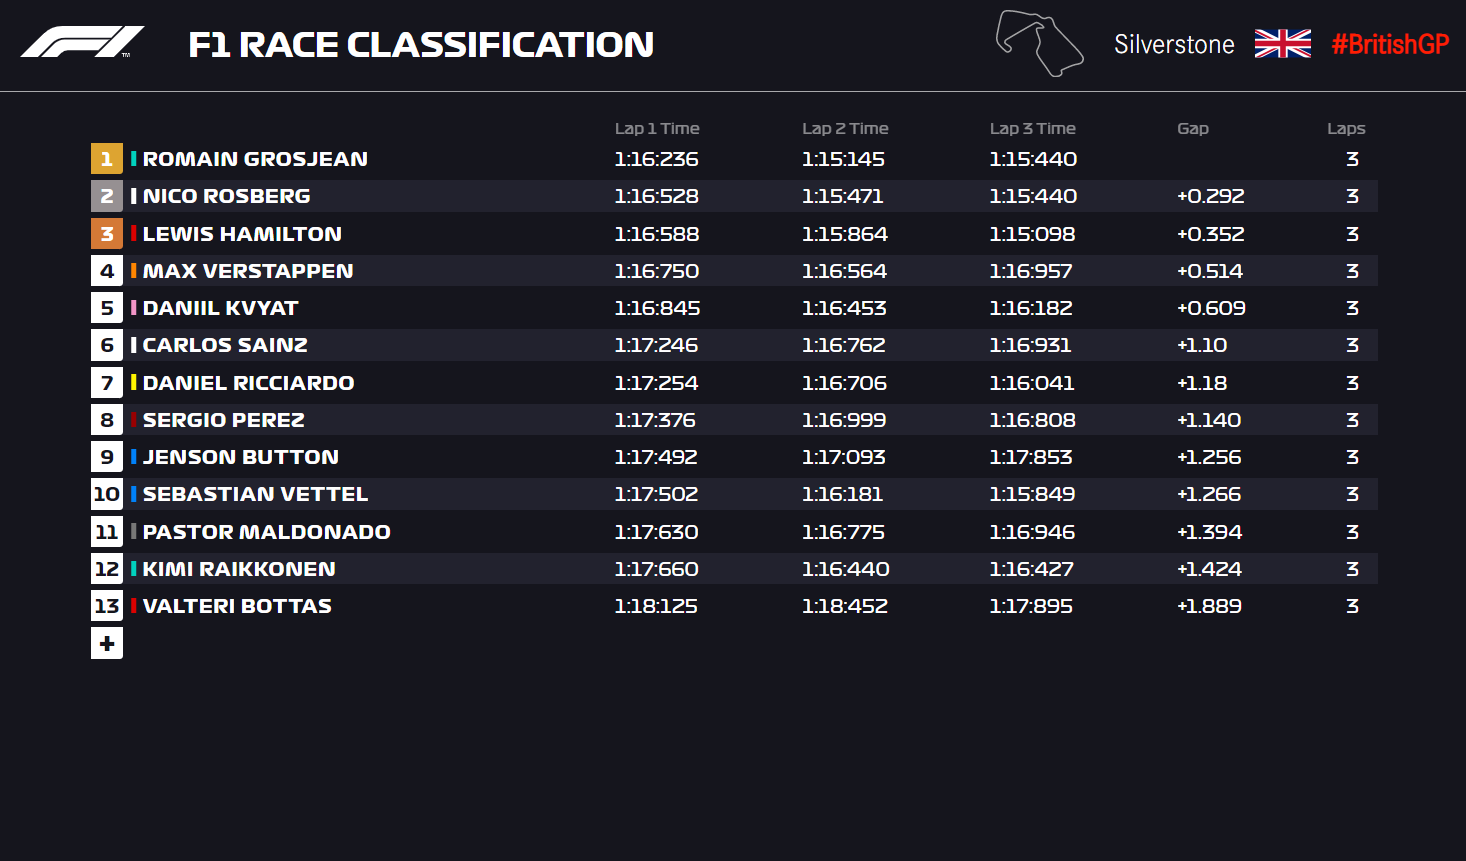 F1 RACE CLASSIFICATION Silverstone #BritishGP
Lap 1 Time Lap 2 Time Lap 3 Time Gap Laps
1 ROMAIN GROSJEAN 1:16:236 1:15:145 1:15:440 3
2 NICO ROSBERG 1:16:528 1:15:471 1:15:440 +0.292 3
3 LEWIS HAMILTON 1:16:588 1:15:864 1:15:098 +0.352 3
4 MAX VERSTAPPEN 1:16:750 1:16:564 1:16:957 +0.514 3
5 DANIIL KVYAT 1:16:845 1:16:453 1:16:182 +0.609 3
6 CARLOS SAINZ 1:17:246 1:16:762 1:16:931 +1.10 3
7 DANIEL RICCIARDO 1:17:254 1:16:706 1:16:041 +1.18 3
8 SERGIO PEREZ 1:17:376 1:16:999 1:16:808 +1.140 3
9 JENSON BUTTON 1:17:492 1:17:093 1:17:853 +1.256 3
10 SEBASTIAN VETTEL 1:17:502 1:16:181 1:15:849 +1.266 3
11 PASTOR MALDONADO 1:17:630 1:16:775 1:16:946 +1.394 3
12 KIMI RAIKKONEN 1:17:660 1:16:440 1:16:427 +1.424 3
13 VALTERI BOTTAS 1:18:125 1:18:452 1:17:895 +1.889 3
+